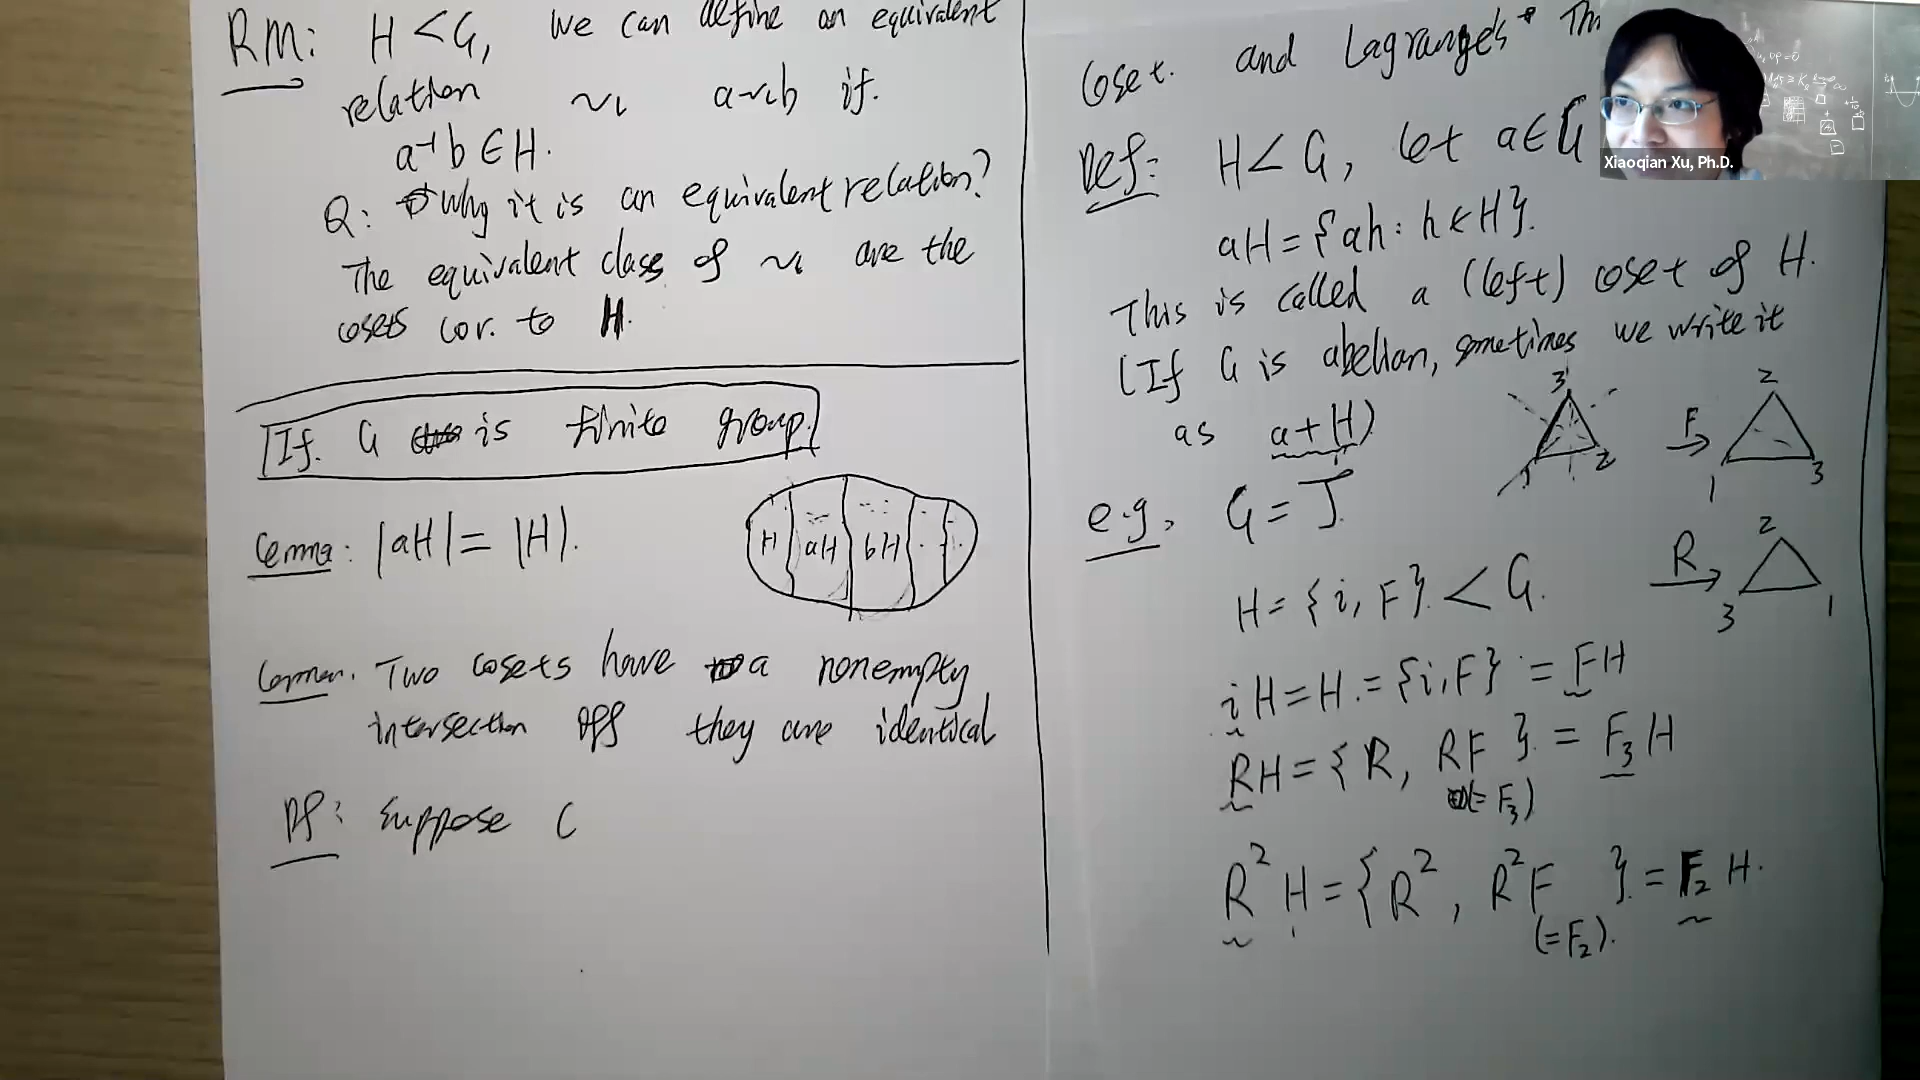 RM: H < G, we can define an equivalent
relation ~L a~Lb if.
a⁻¹b ∈ H.
Q: Why it is an equivalent relation?
The equivalent class of ~L are the
cosets cor. to H.
If G is finite group.
Lemma: |aH| = |H|.
H aH bH
Lemma. Two cosets have a nonempty
intersection iff they are identical
Pf: Suppose C
Coset. and Lagrange's Th
Def: H < G, let a ∈ G
aH = {ah : h ∈ H}.
This is called a (left) coset of H.
(If G is abelian, sometimes we write it
as a + H)
3 1 2
F
2 1 3
e.g. G = T.
R
2 3 1
H = {i, F} < G.
iH = H = {i, F} = FH
RH = {R, RF} = F₃H
(= F₃)
R²H = {R², R²F} = F₂H.
(= F₂).
Xiaoqian Xu, Ph.D.